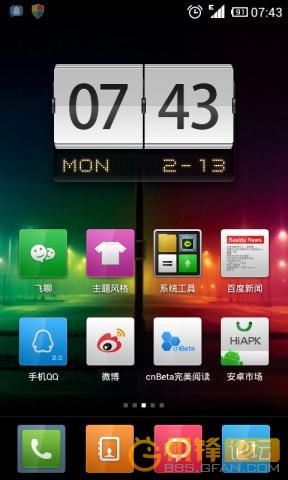 91 07:43
07 43
MON 2-13
Baidu News
飞聊 主题风格 系统工具 百度新闻
2.0 cnBeta HiAPK
手机QQ 微博 cnBeta完美阅读 安卓市场
机锋论坛
BBS.GFAN.COM